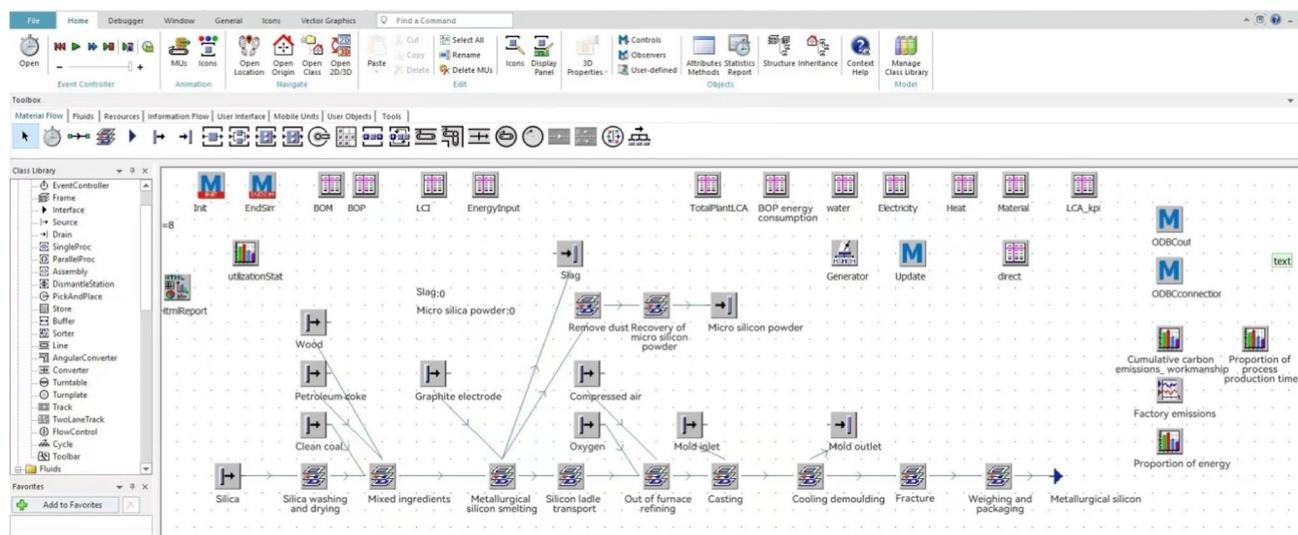 File Home Debugger Window General Icons Vector Graphics Find a Command
Open
MUs Icons
Open Location
Open Origin
Open Class
Open 2D/3D
Paste
Cut
Copy
Delete
Select All
Rename
Delete MUs
Icons
Display Panel
3D Properties
Controls
Observers
User-defined
Attributes Methods
Statistics Report
Structure Inheritance
Context Help
Manage Class Library
Event Controller Animation Navigate Edit Objects Model
Toolbox
Material Flow Fluids Resources Information Flow User Interface Mobile Units User Objects Tools
Class Library
EventController
Frame
Interface
Source
Drain
SingleProc
ParallelProc
Assembly
DismantleStation
PickAndPlace
Store
Buffer
Sorter
Line
AngularConverter
Converter
Turntable
Turnplate
Track
TwoLaneTrack
FlowControl
Cycle
Toolbar
Fluids
Favorites
Add to Favorites
Init EndSim BOM BOP LCI EnergyInput TotalPlantLCA BOP energy water Electricity Heat Material LCA_kpi
consumption
=8
ODBCout
utilizationStat Slag Generator Update direct
text
ODBCconnection
HtmlReport
Slag:0
Micro silica powder:0
Remove dust Recovery of Micro silicon powder
micro silicon
powder
Wood
Cumulative carbon
emissions_ workmanship
Proportion of
process
production time
Petroleum coke Graphite electrode Compressed air
Factory emissions
Clean coal Oxygen Mold inlet Mold outlet
Proportion of energy
Silica
Silica washing
and drying
Mixed ingredients
Metallurgical
silicon smelting
Silicon ladle
transport
Out of furnace
refining
Casting
Cooling demoulding
Fracture
Weighing and
packaging
Metallurgical silicon